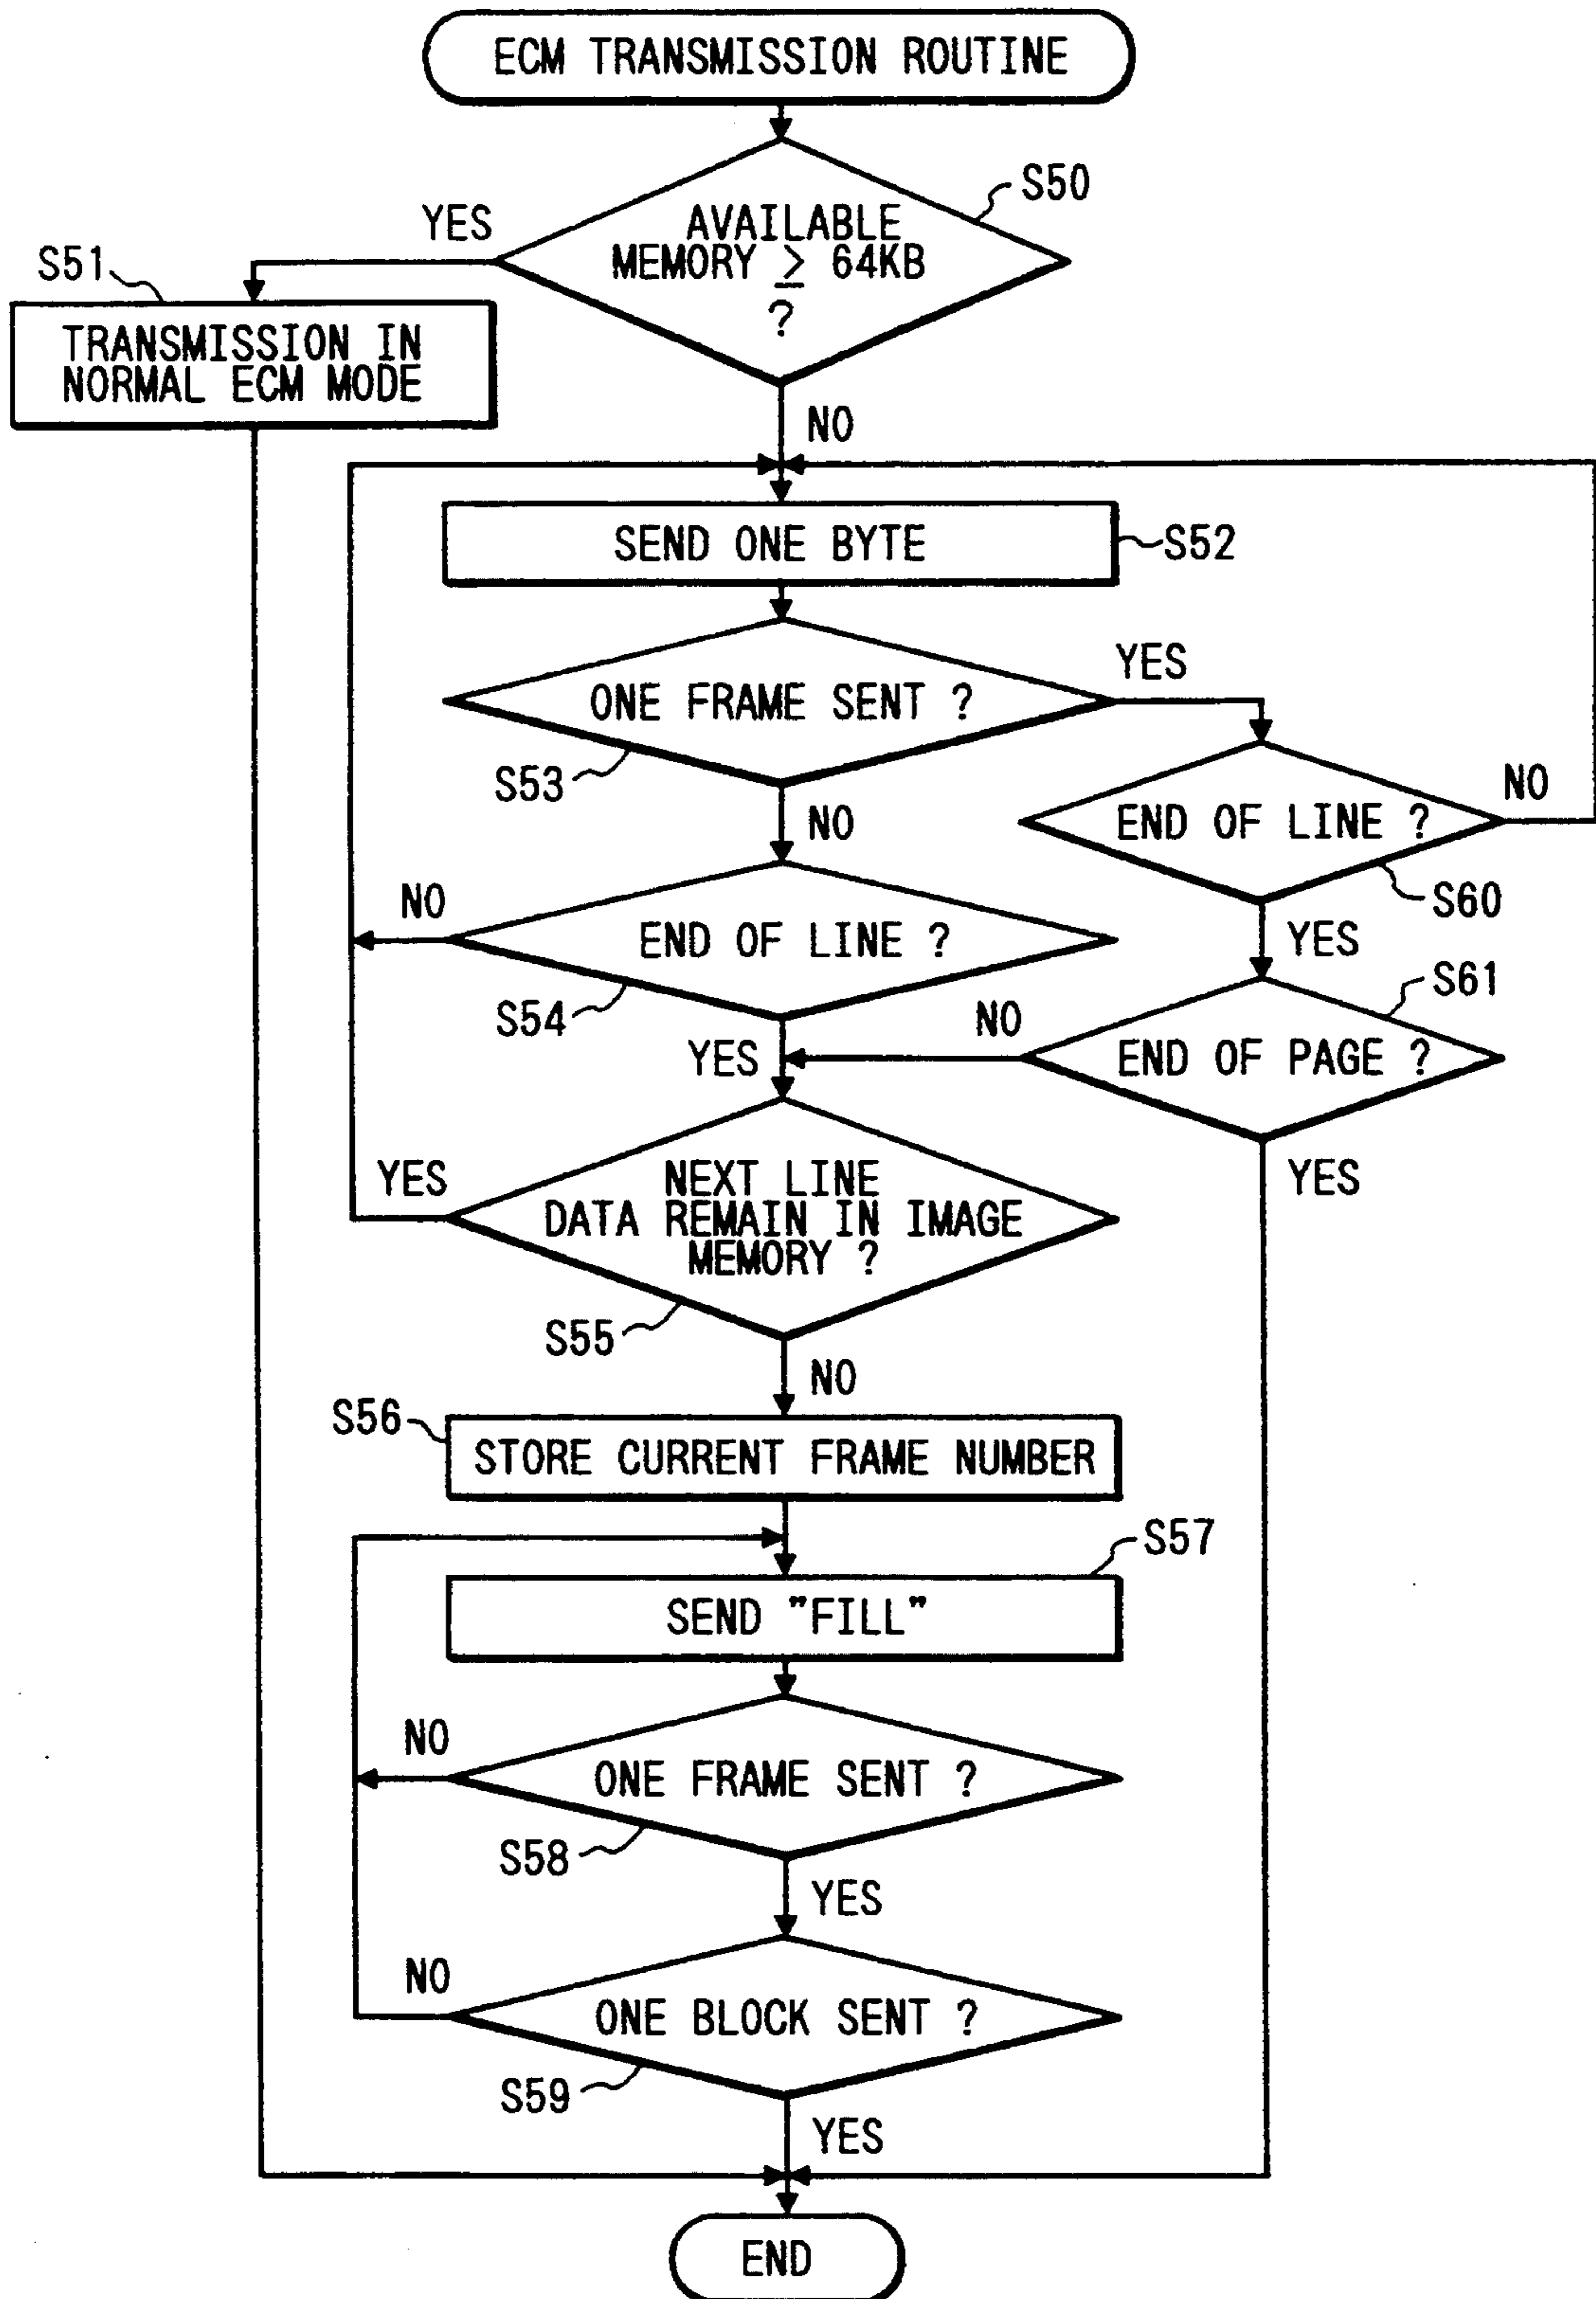 ECM TRANSMISSION ROUTINE
S50
YES
AVAILABLE
MEMORY ≥ 64KB
?
S51
TRANSMISSION IN
NORMAL ECM MODE
NO
SEND ONE BYTE
S52
YES
ONE FRAME SENT ?
S53
NO
END OF LINE ?
NO
S60
NO
END OF LINE ?
S54
YES
S61
NO
YES
END OF PAGE ?
YES
NEXT LINE
DATA REMAIN IN IMAGE
MEMORY ?
YES
S55
NO
S56
STORE CURRENT FRAME NUMBER
S57
SEND "FILL"
NO
ONE FRAME SENT ?
S58
YES
NO
ONE BLOCK SENT ?
S59
YES
END